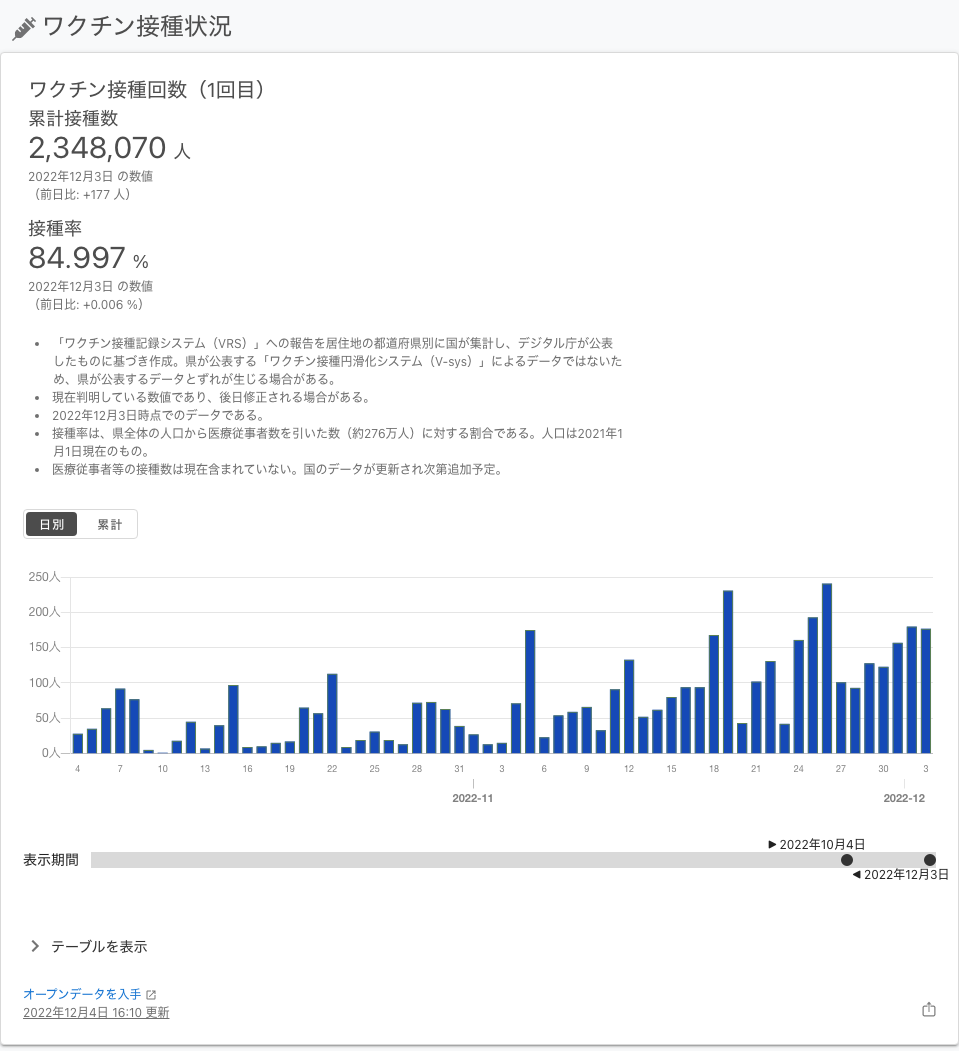 ワクチン接種状況
ワクチン接種回数（1回目）
累計接種数
2,348,070 人
2022年12月3日 の数値
（前日比: +177 人）
接種率
84.997 %
2022年12月3日 の数値
（前日比: +0.006 %）
• 「ワクチン接種記録システム（VRS）」への報告を居住地の都道府県別に国が集計し、デジタル庁が公表
したものに基づき作成。県が公表する「ワクチン接種円滑化システム（V-sys）」によるデータではないた
め、県が公表するデータとずれが生じる場合がある。
• 現在判明している数値であり、後日修正される場合がある。
• 2022年12月3日時点でのデータである。
• 接種率は、県全体の人口から医療従事者数を引いた数（約276万人）に対する割合である。人口は2021年1
月1日現在のもの。
• 医療従事者等の接種数は現在含まれていない。国のデータが更新され次第追加予定。
日別 累計
250人
200人
150人
100人
50人
0人
4 7 10 13 16 19 22 25 28 31 3 6 9 12 15 18 21 24 27 30 3
2022-11 2022-12
2022年10月4日
表示期間
2022年12月3日
テーブルを表示
オープンデータを入手
2022年12月4日 16:10 更新